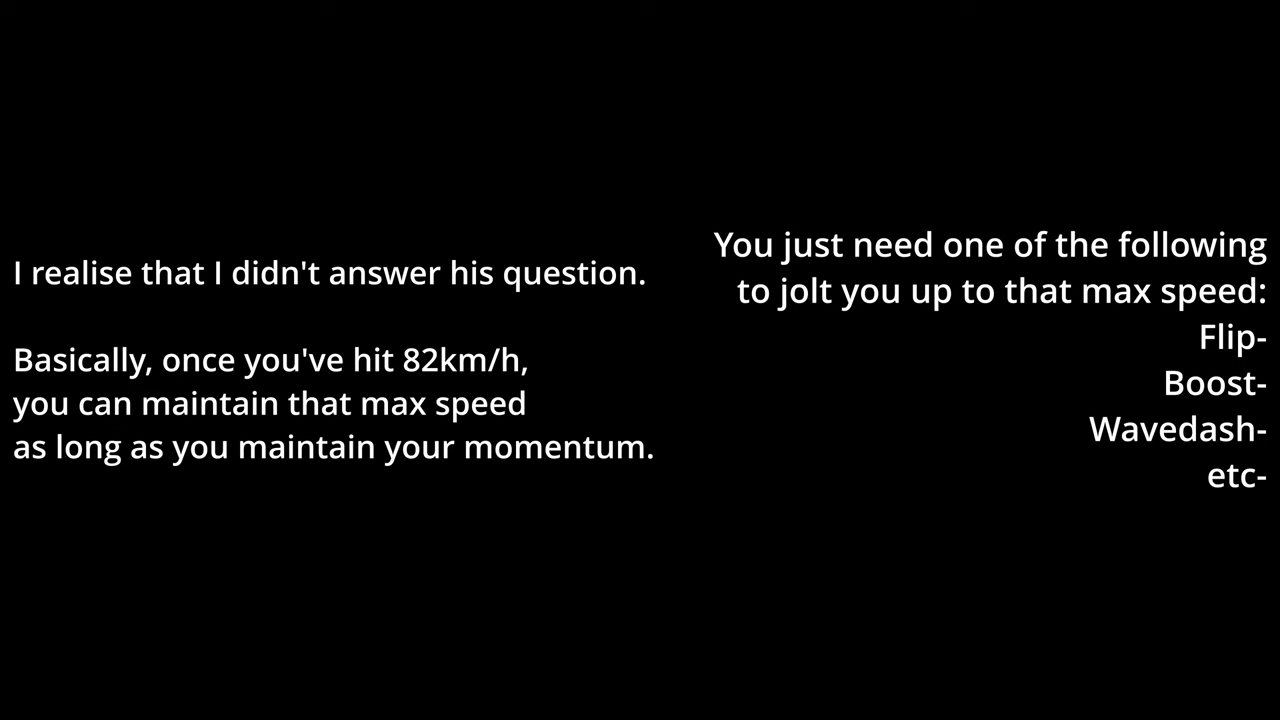 I realise that I didn't answer his question.
Basically, once you've hit 82km/h,
you can maintain that max speed
as long as you maintain your momentum.
You just need one of the following
to jolt you up to that max speed:
Flip-
Boost-
Wavedash-
etc-